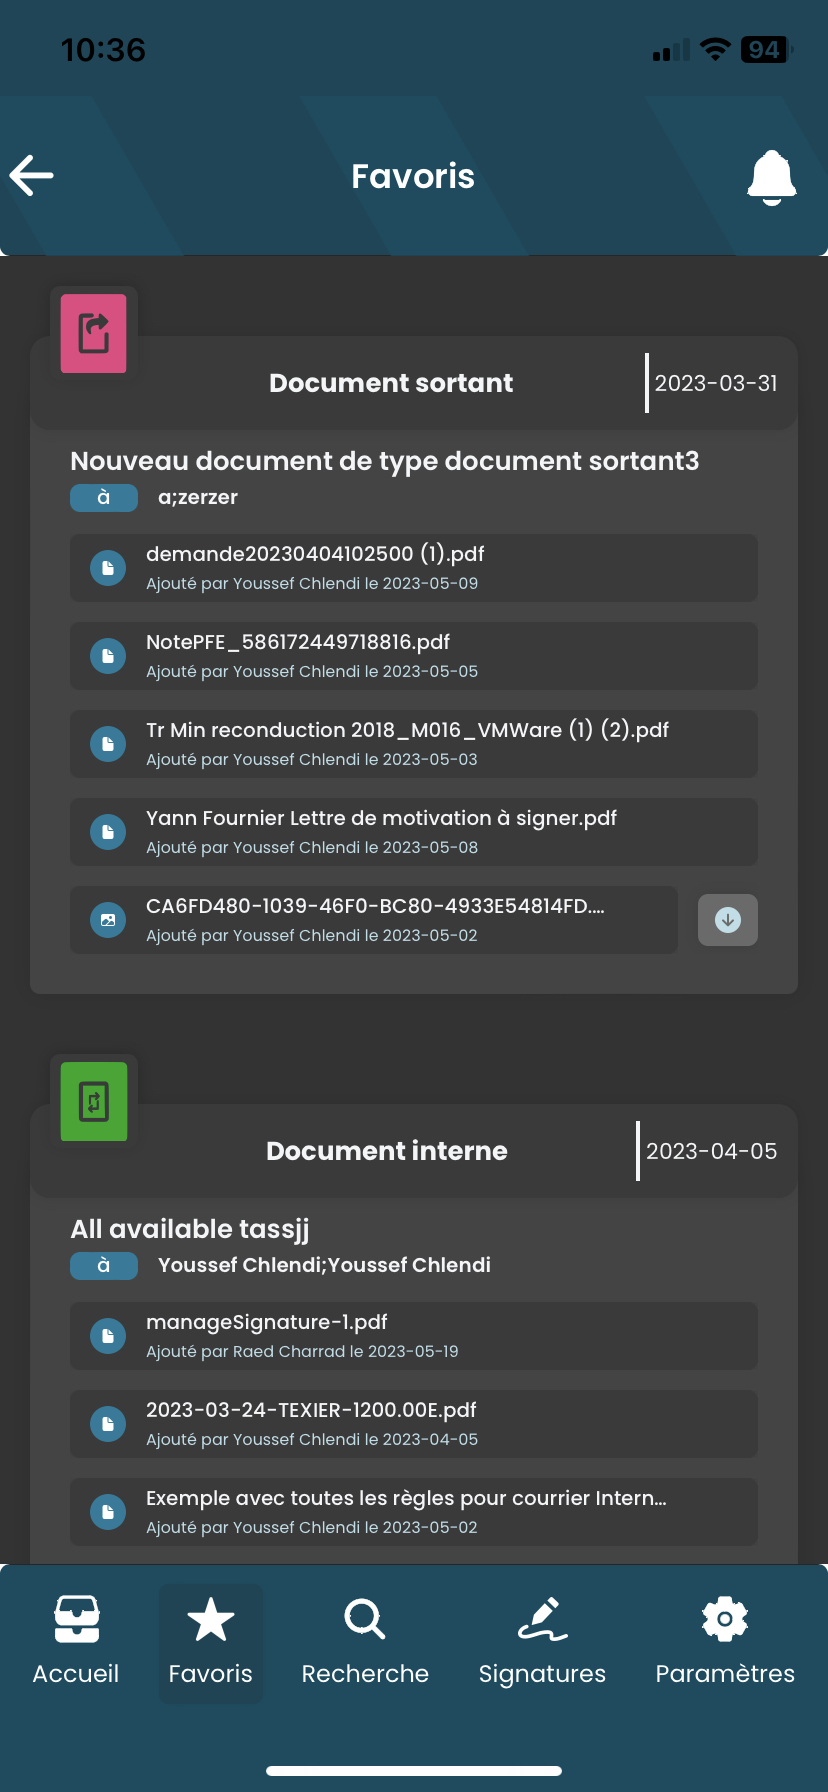 10:36
94
Favoris
Document sortant
2023-03-31
Nouveau document de type document sortant3
à a;zerzer
demande20230404102500 (1).pdf
Ajouté par Youssef Chlendi le 2023-05-09
NotePFE_586172449718816.pdf
Ajouté par Youssef Chlendi le 2023-05-05
Tr Min reconduction 2018_M016_VMWare (1) (2).pdf
Ajouté par Youssef Chlendi le 2023-05-03
Yann Fournier Lettre de motivation à signer.pdf
Ajouté par Youssef Chlendi le 2023-05-08
CA6FD480-1039-46F0-BC80-4933E54814FD....
Ajouté par Youssef Chlendi le 2023-05-02
Document interne
2023-04-05
All available tassjj
à Youssef Chlendi;Youssef Chlendi
manageSignature-1.pdf
Ajouté par Raed Charrad le 2023-05-19
2023-03-24-TEXIER-1200.00E.pdf
Ajouté par Youssef Chlendi le 2023-04-05
Exemple avec toutes les règles pour courrier Intern...
Ajouté par Youssef Chlendi le 2023-05-02
Accueil
Favoris
Recherche
Signatures
Paramètres